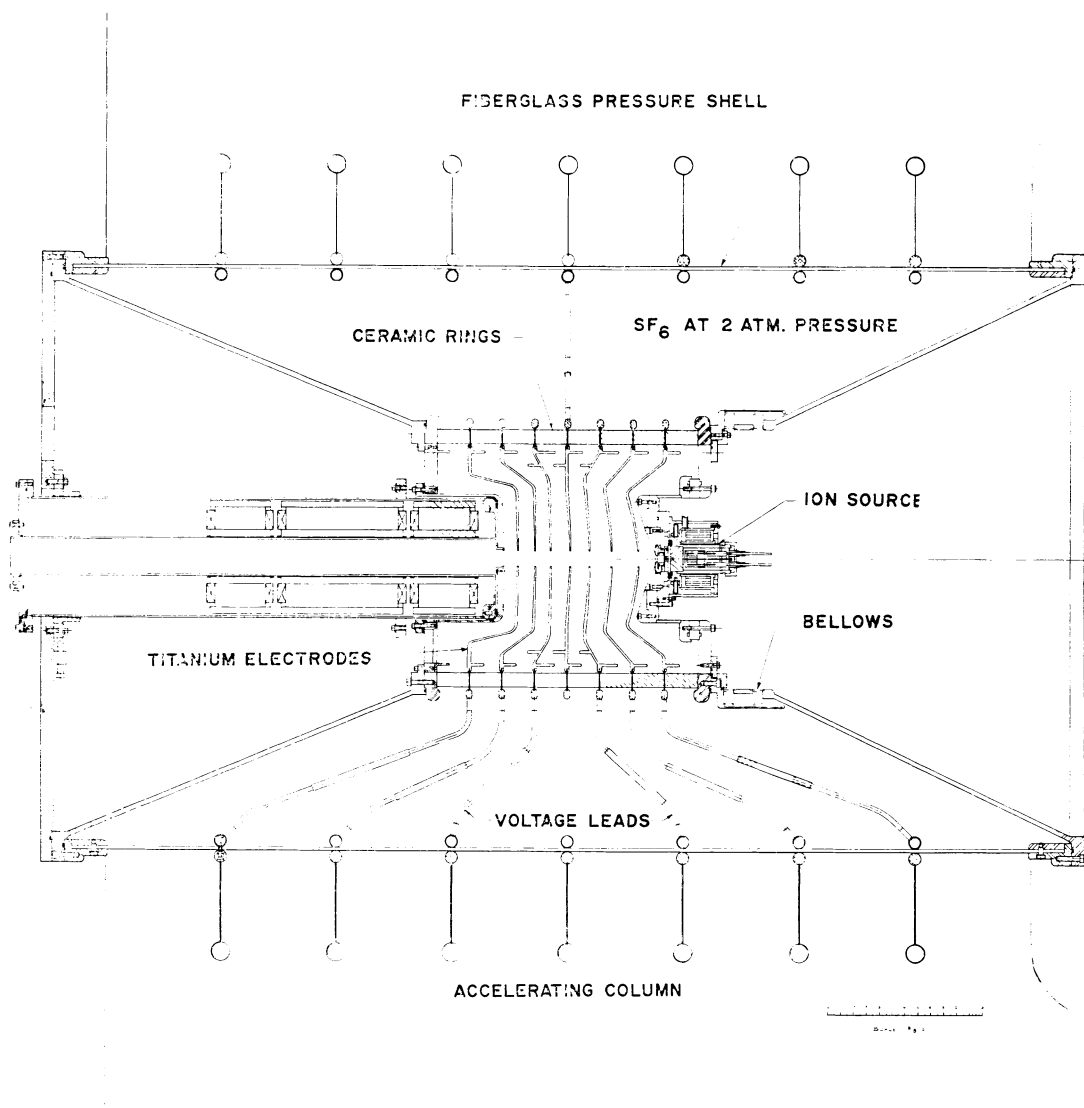 FIBERGLASS PRESSURE SHELL
SF6 AT 2 ATM. PRESSURE
CERAMIC RINGS
ION SOURCE
BELLOWS
TITANIUM ELECTRODES
VOLTAGE LEADS
ACCELERATING COLUMN